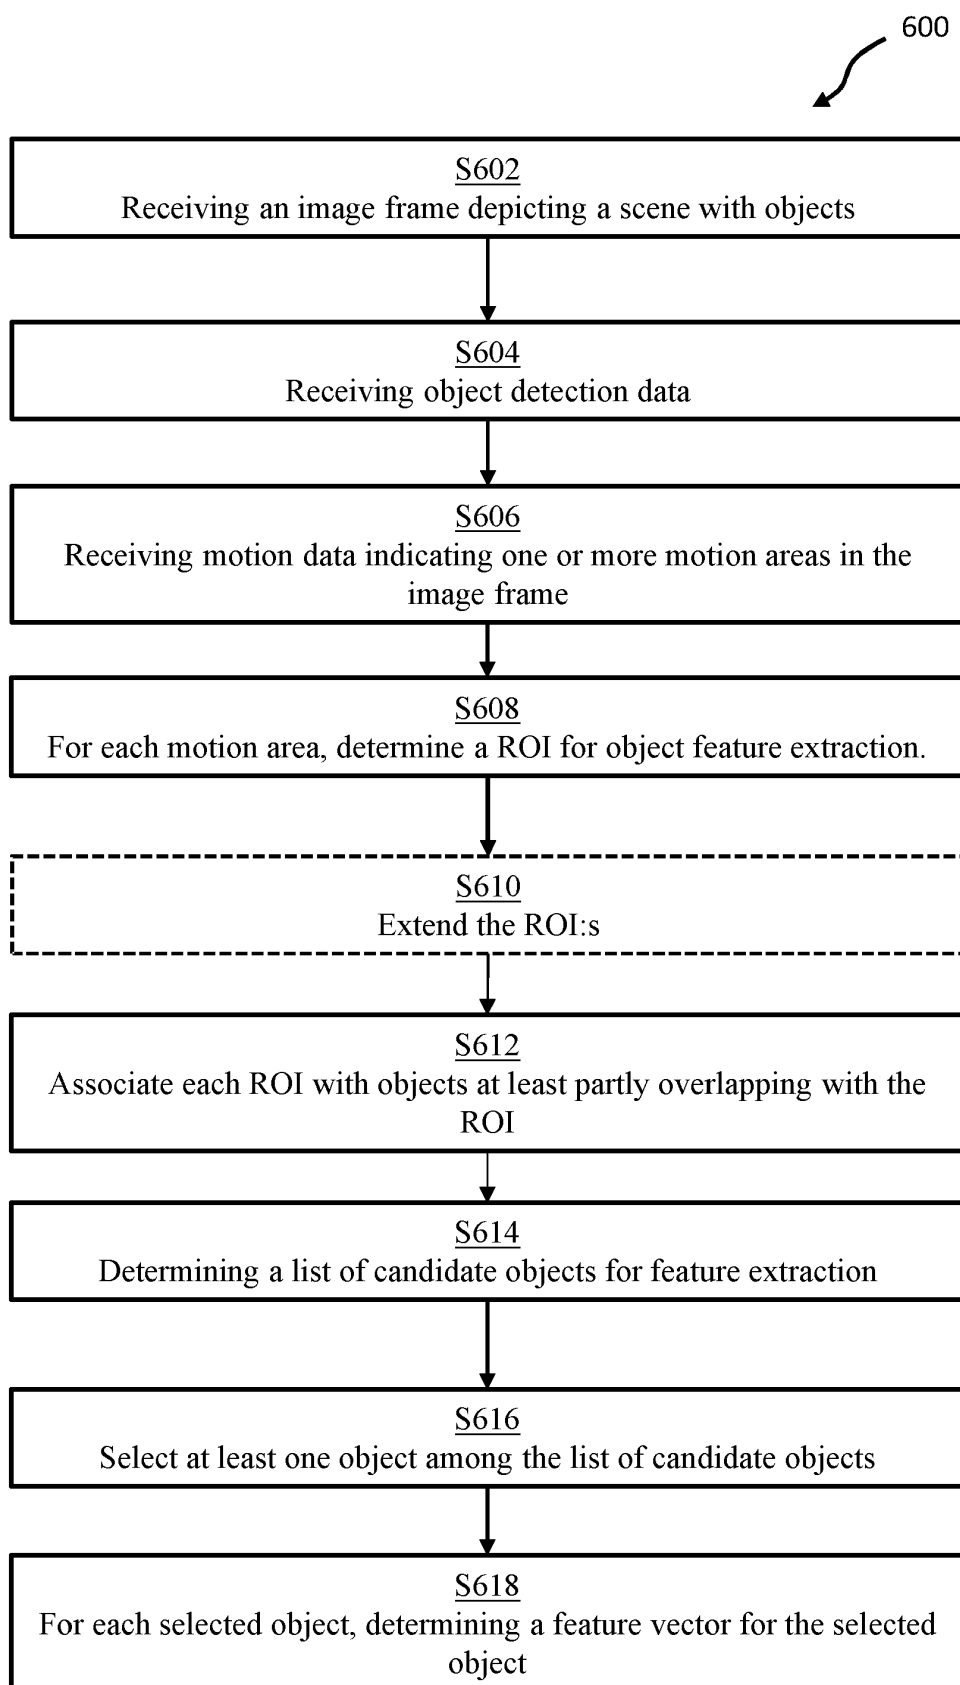 600
S602
Receiving an image frame depicting a scene with objects
S604
Receiving object detection data
S606
Receiving motion data indicating one or more motion areas in the
image frame
S608
For each motion area, determine a ROI for object feature extraction.
S610
Extend the ROI:s
S612
Associate each ROI with objects at least partly overlapping with the
ROI
S614
Determining a list of candidate objects for feature extraction
S616
Select at least one object among the list of candidate objects
S618
For each selected object, determining a feature vector for the selected
object